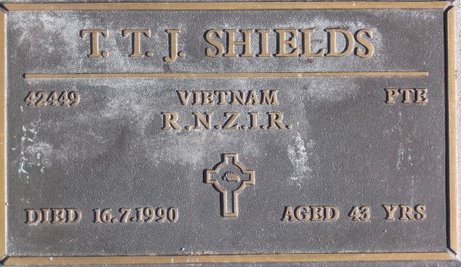 T. T. J. SHIELDS
42449 VIETNAM PTE
R.N.Z.I.R.
DIED 16.7.1990 AGED 43 YRS